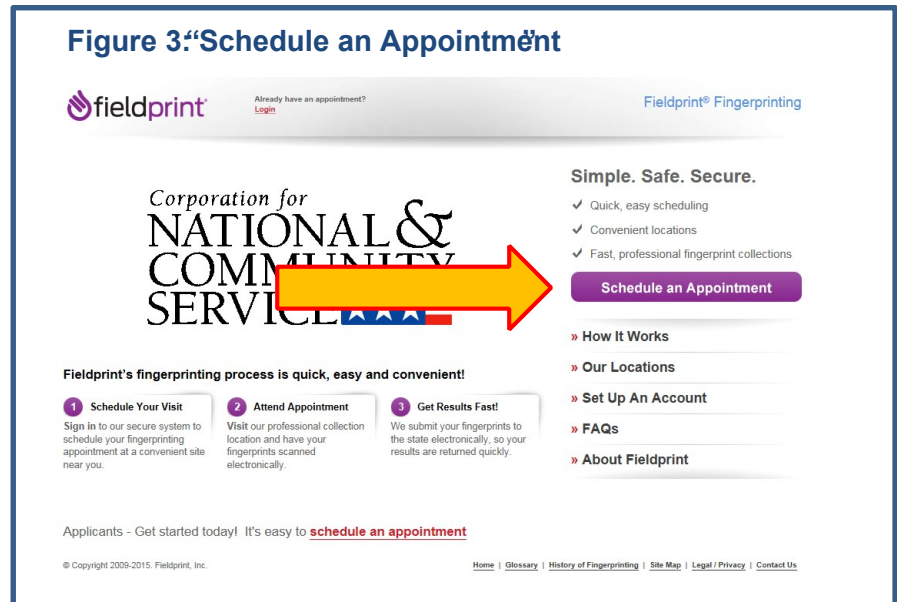 Figure 3:“Schedule an Appointment”
fieldprint
Already have an appointment?
Login
Fieldprint® Fingerprinting
Corporation for
NATIONAL &
COMMUNITY
SERVICE
Simple. Safe. Secure.
Quick, easy scheduling
Convenient locations
Fast, professional fingerprint collections
Schedule an Appointment
» How It Works
» Our Locations
» Set Up An Account
» FAQs
» About Fieldprint
Fieldprint's fingerprinting process is quick, easy and convenient!
1 Schedule Your Visit
Sign in to our secure system to
schedule your fingerprinting
appointment at a convenient site
near you.
2 Attend Appointment
Visit our professional collection
location and have your
fingerprints scanned
electronically.
3 Get Results Fast!
We submit your fingerprints to
the state electronically, so your
results are returned quickly.
Applicants - Get started today! It's easy to schedule an appointment
© Copyright 2009-2015. Fieldprint, Inc.
Home | Glossary | History of Fingerprinting | Site Map | Legal / Privacy | Contact Us